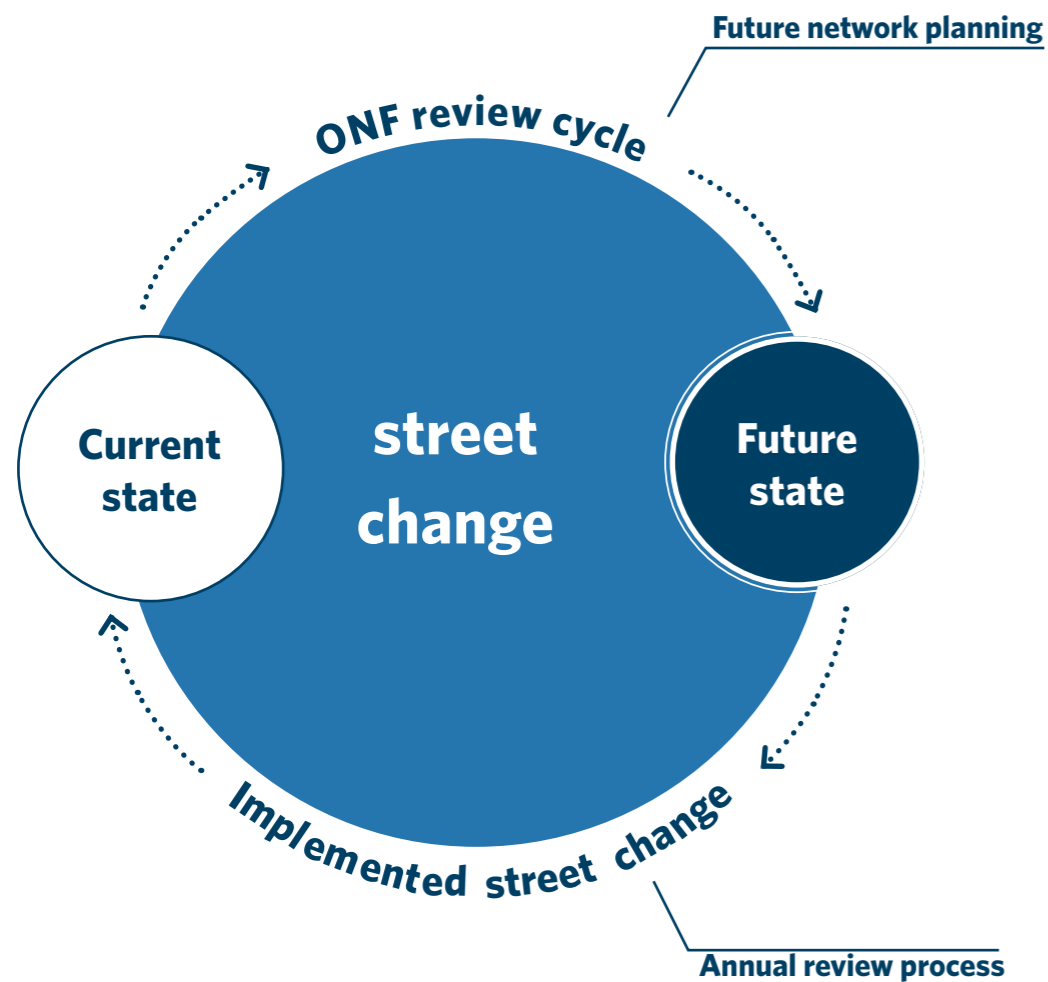 Future network planning
ONF review cycle
Current
state
street
change
Future
state
Implemented street change
Annual review process